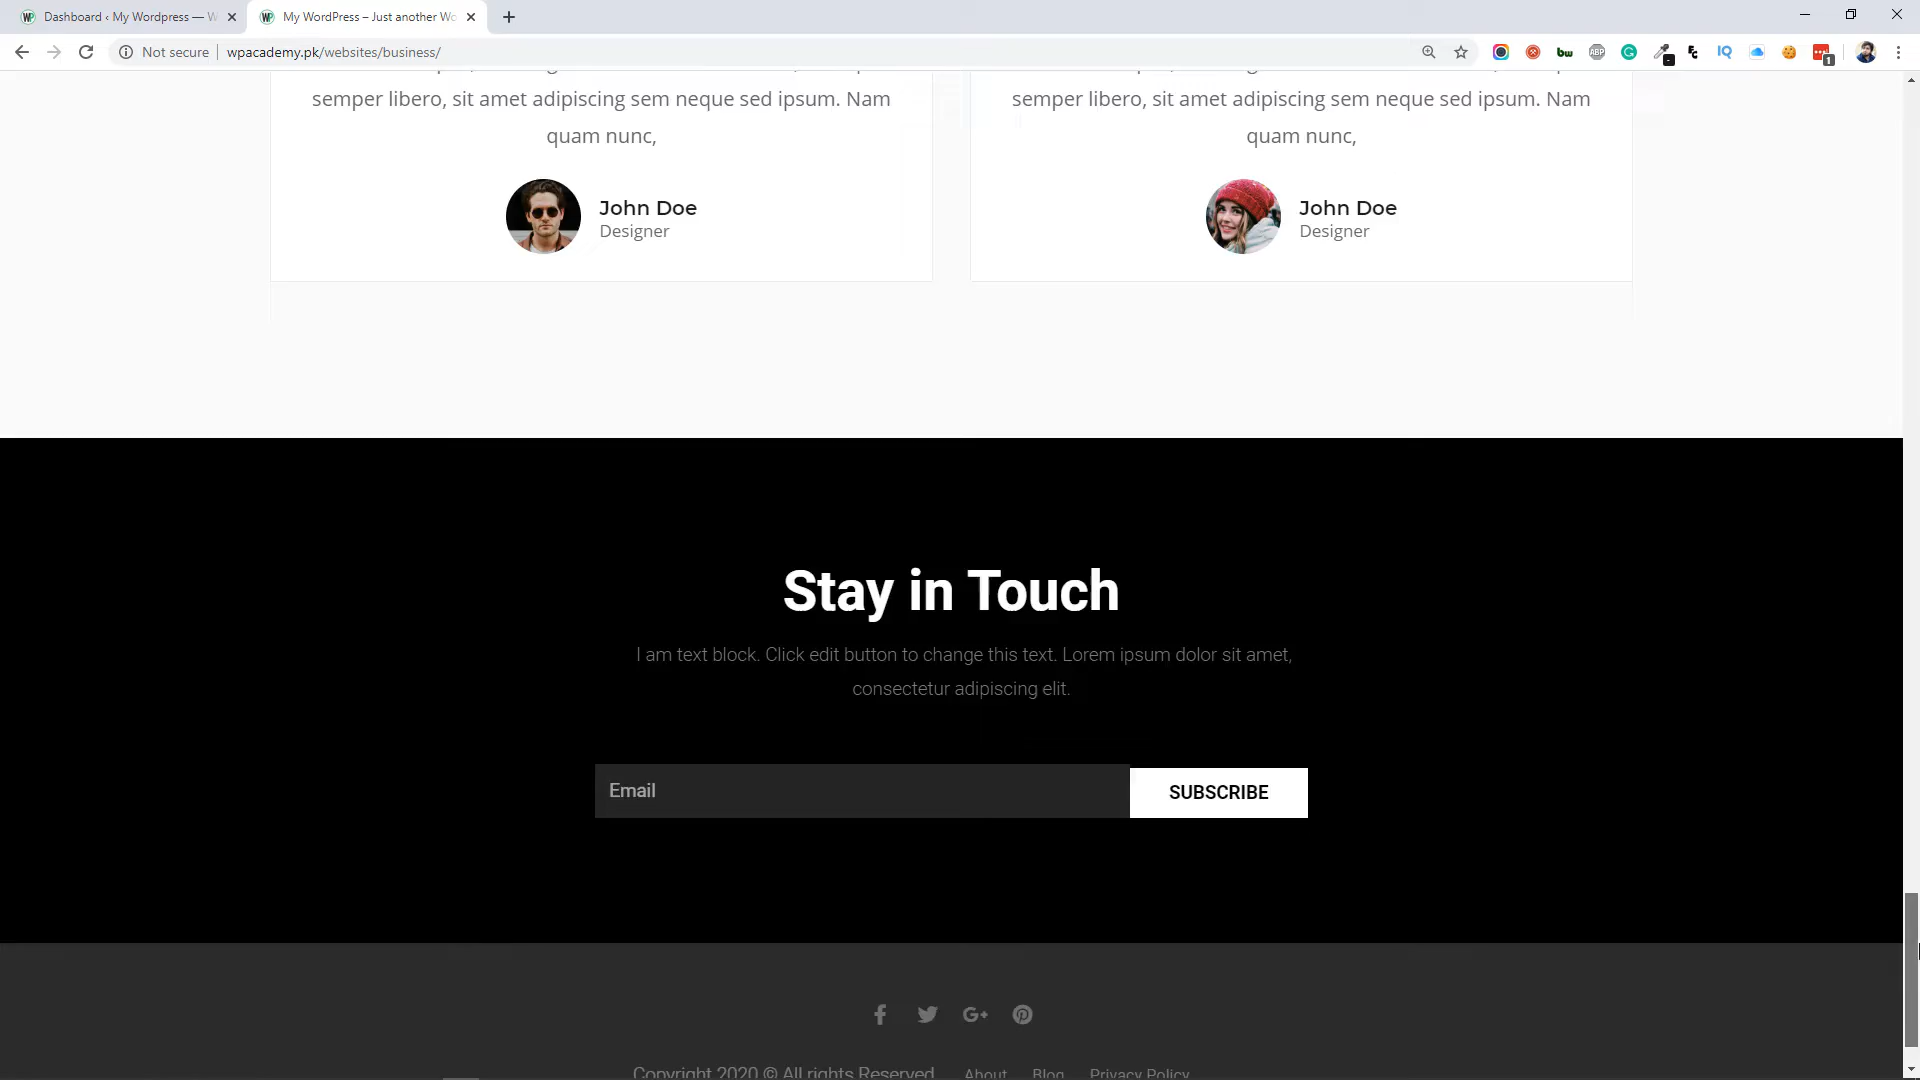 Dashboard ‹ My Wordpress — W
My WordPress – Just another Wo
Not secure
wpacademy.pk/websites/business/
semper libero, sit amet adipiscing sem neque sed ipsum. Nam
quam nunc,
John Doe
Designer
semper libero, sit amet adipiscing sem neque sed ipsum. Nam
quam nunc,
John Doe
Designer
Stay in Touch
I am text block. Click edit button to change this text. Lorem ipsum dolor sit amet,
consectetur adipiscing elit.
Email
SUBSCRIBE
Copyright 2020 © All rights Reserved. About Blog Privacy Policy